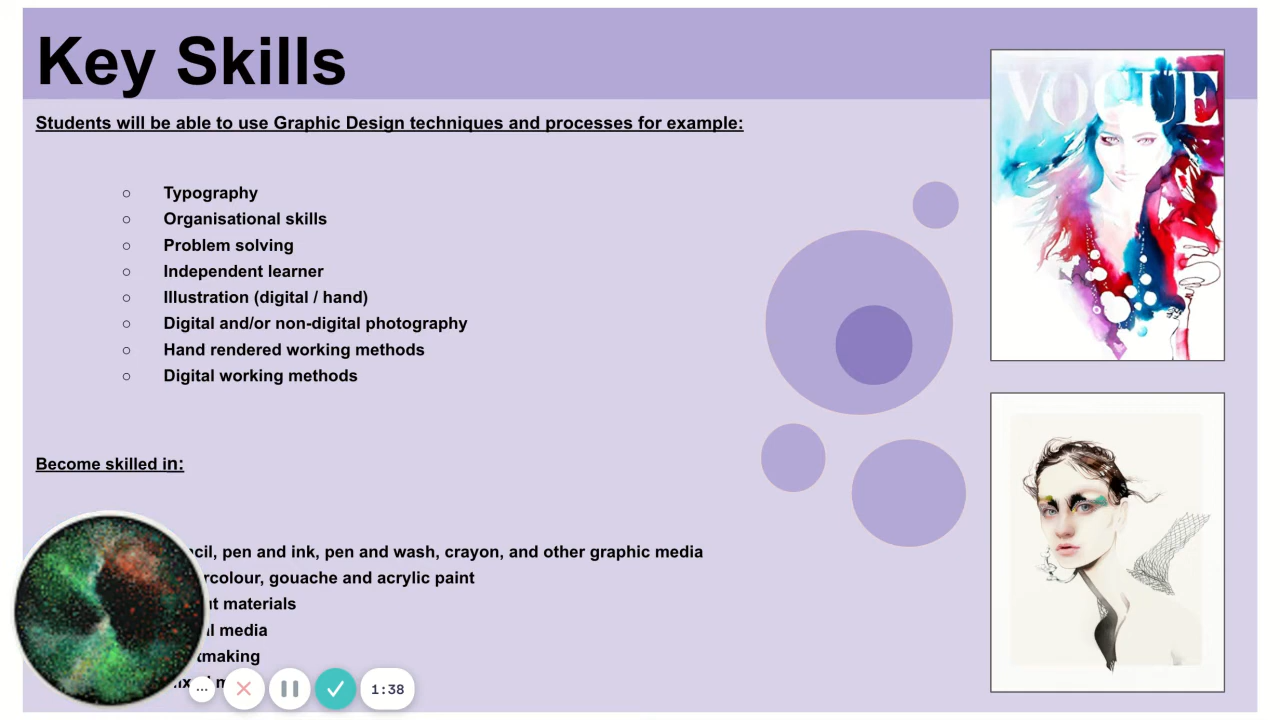 Key Skills
Students will be able to use Graphic Design techniques and processes for example:
Typography
Organisational skills
Problem solving
Independent learner
Illustration (digital / hand)
Digital and/or non-digital photography
Hand rendered working methods
Digital working methods
Become skilled in:
pen and ink, pen and wash, crayon, and other graphic media
gouache and acrylic paint
materials
media
1:38
VOGUE